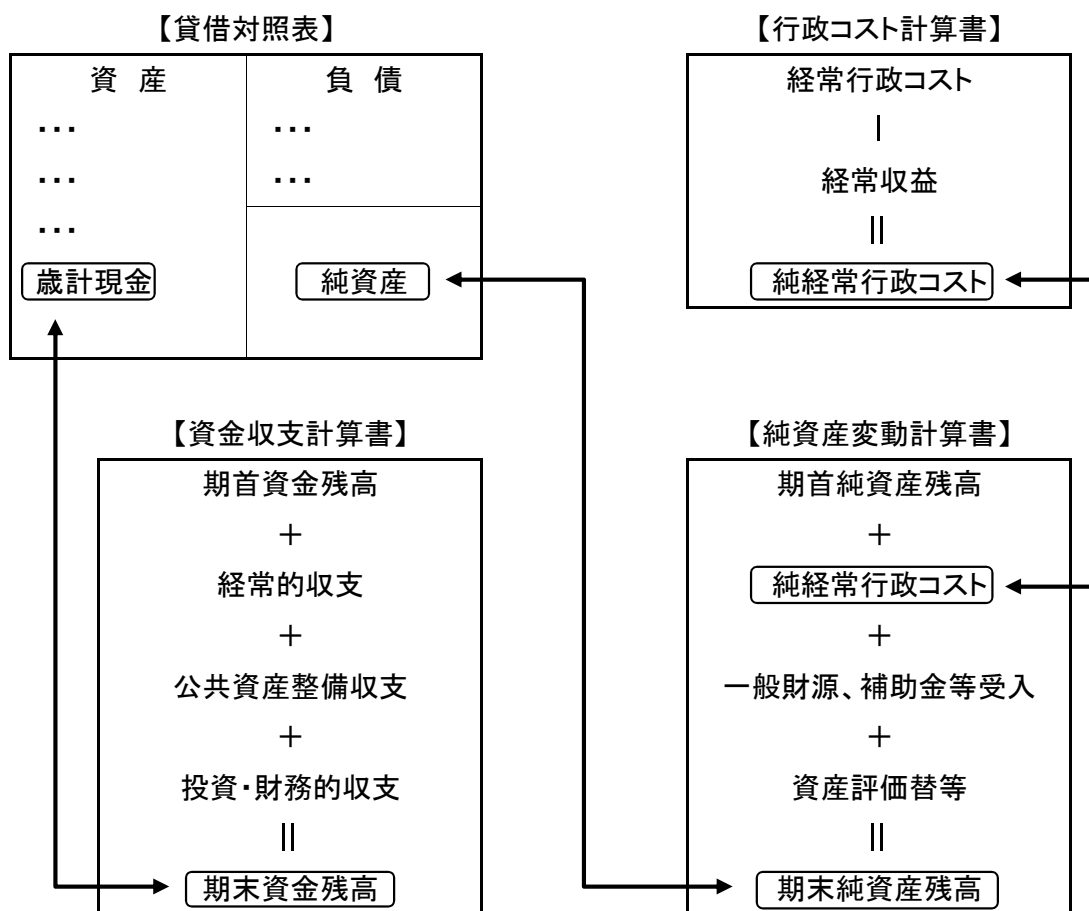 【貸借対照表】
資 産
・・・
・・・
・・・
歳計現金
負 債
・・・
・・・
純資産
【行政コスト計算書】
経常行政コスト
ー
経常収益
||
純経常行政コスト
【資金収支計算書】
期首資金残高
＋
経常的収支
＋
公共資産整備収支
＋
投資・財務的収支
||
期末資金残高
【純資産変動計算書】
期首純資産残高
＋
純経常行政コスト
＋
一般財源、補助金等受入
＋
資産評価替等
||
期末純資産残高